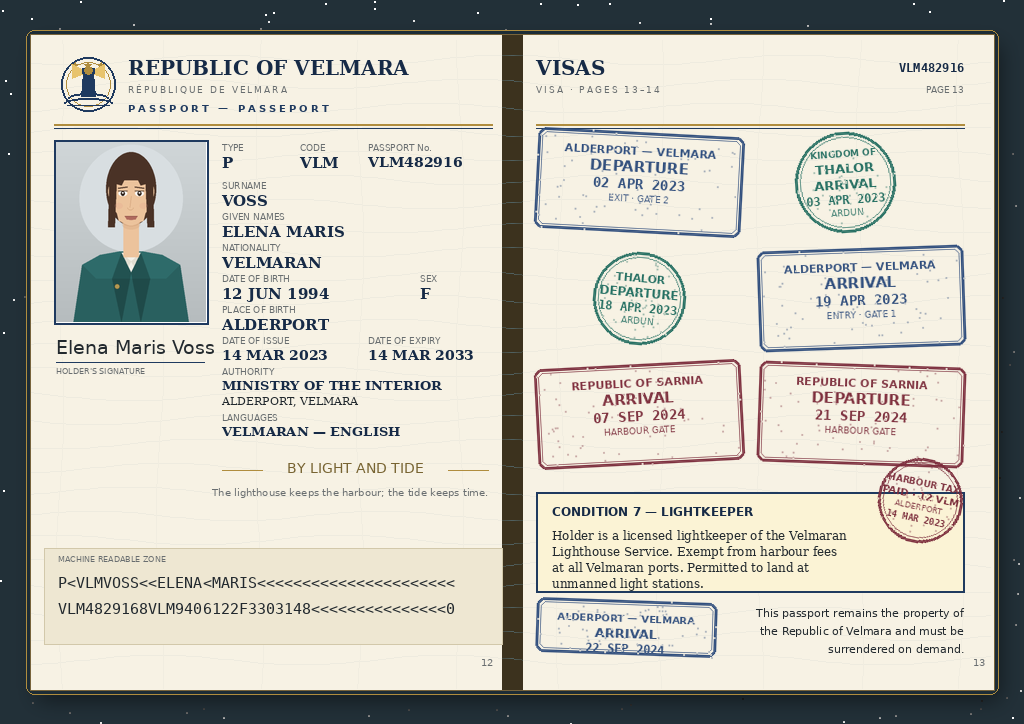 REPUBLIC OF VELMARA
RÉPUBLIQUE DE VELMARA
PASSPORT — PASSEPORT
TYPE CODE PASSPORT No.
P VLM VLM482916
SURNAME
VOSS
GIVEN NAMES
ELENA MARIS
NATIONALITY
VELMARAN
DATE OF BIRTH SEX
12 JUN 1994 F
PLACE OF BIRTH
ALDERPORT
DATE OF ISSUE DATE OF EXPIRY
14 MAR 2023 14 MAR 2033
AUTHORITY
MINISTRY OF THE INTERIOR
ALDERPORT, VELMARA
LANGUAGES
VELMARAN — ENGLISH
Elena Maris Voss
HOLDER'S SIGNATURE
BY LIGHT AND TIDE
The lighthouse keeps the harbour; the tide keeps time.
MACHINE READABLE ZONE
P<VLMVOSS<<ELENA<MARIS<<<<<<<<<<<<<<<<<<<<<<
VLM4829168VLM9406122F3303148<<<<<<<<<<<<<<<0
12
VISAS
VISA · PAGES 13–14
VLM482916
PAGE 13
ALDERPORT — VELMARA
DEPARTURE
02 APR 2023
EXIT · GATE 2
KINGDOM OF
THALOR
ARRIVAL
03 APR 2023
ARDUN
THALOR
DEPARTURE
18 APR 2023
ARDUN
ALDERPORT — VELMARA
ARRIVAL
19 APR 2023
ENTRY · GATE 1
REPUBLIC OF SARNIA
ARRIVAL
07 SEP 2024
HARBOUR GATE
REPUBLIC OF SARNIA
DEPARTURE
21 SEP 2024
HARBOUR GATE
HARBOUR TAX
PAID · 12 VLM
ALDERPORT
14 MAR 2023
CONDITION 7 — LIGHTKEEPER
Holder is a licensed lightkeeper of the Velmaran
Lighthouse Service. Exempt from harbour fees
at all Velmaran ports. Permitted to land at
unmanned light stations.
ALDERPORT — VELMARA
ARRIVAL
22 SEP 2024
This passport remains the property of
the Republic of Velmara and must be
surrendered on demand.
13